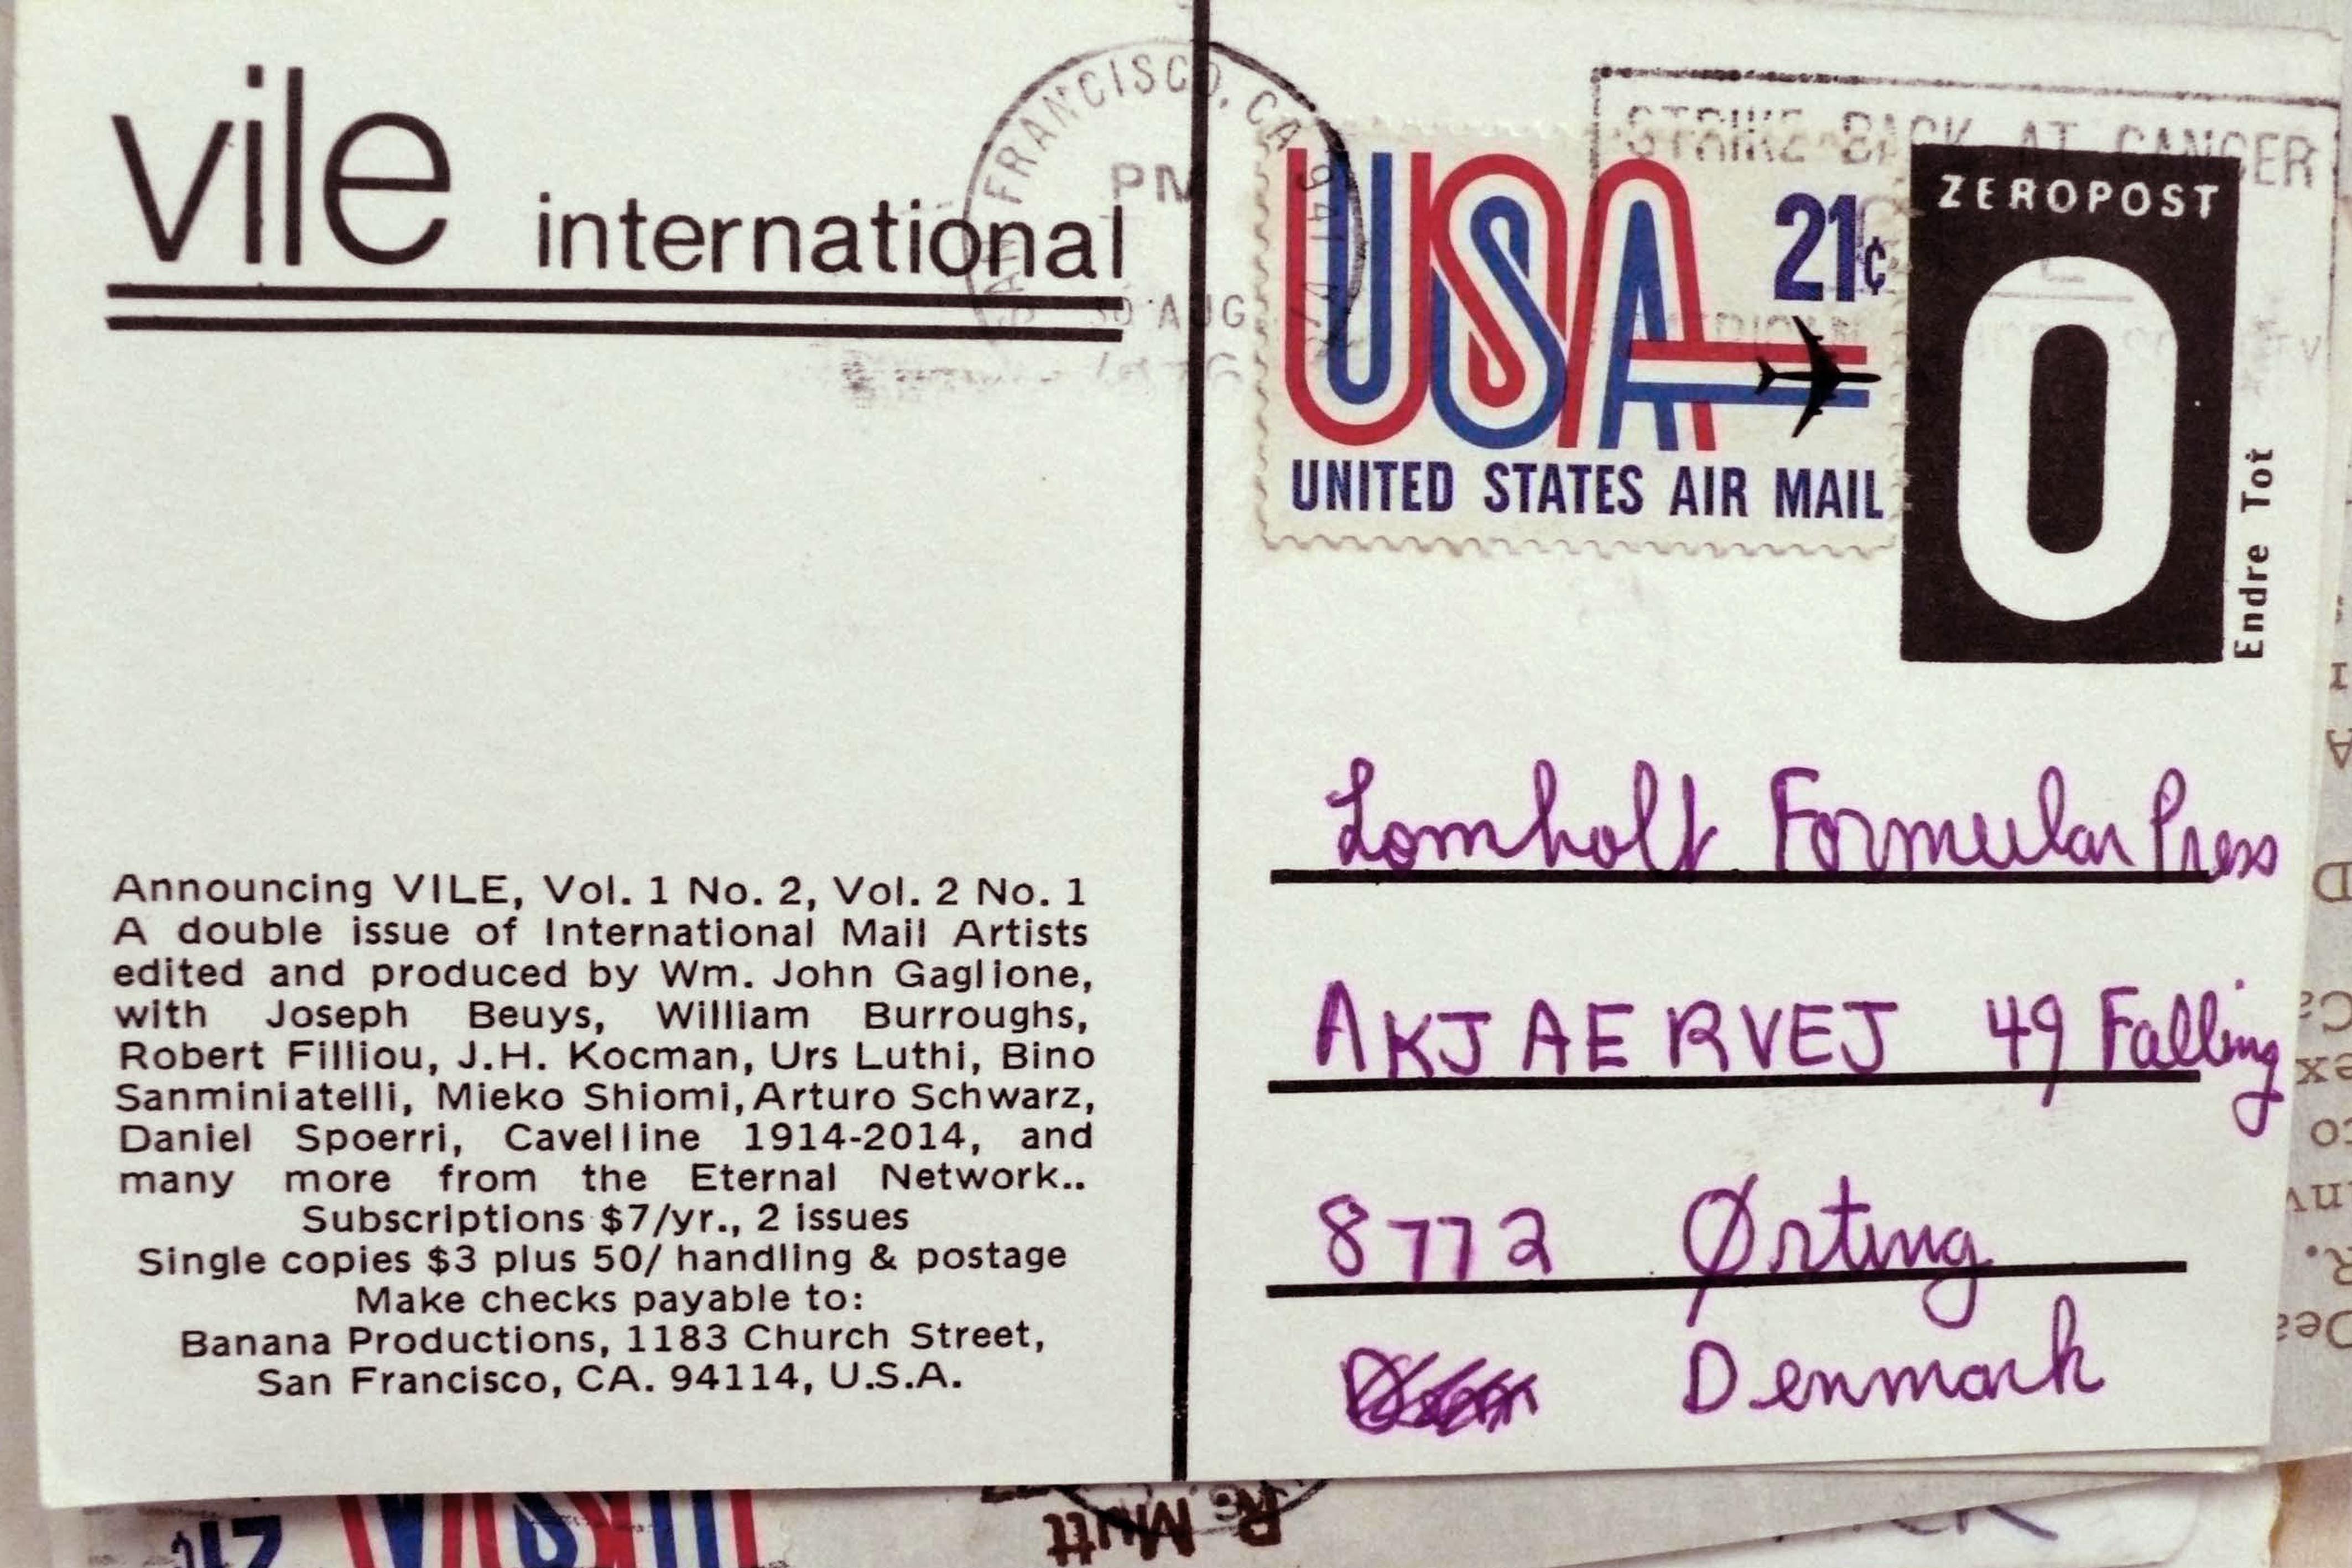 vile international
FRANCISCO, CA
PM
AUG
USA
21¢
UNITED STATES AIR MAIL
STRIKE BACK AT CANCER
ZEROPOST
0
Endre Tot
Announcing VILE, Vol. 1 No. 2, Vol. 2 No. 1
A double issue of International Mail Artists
edited and produced by Wm. John Gaglione,
with Joseph Beuys, William Burroughs,
Robert Filliou, J.H. Kocman, Urs Luthi, Bino
Sanminiatelli, Mieko Shiomi, Arturo Schwarz,
Daniel Spoerri, Cavelline 1914-2014, and
many more from the Eternal Network..
Subscriptions $7/yr., 2 issues
Single copies $3 plus 50/ handling & postage
Make checks payable to:
Banana Productions, 1183 Church Street,
San Francisco, CA. 94114, U.S.A.
Lomholt Formular Press
AKJAERVEJ 49 Falling
8772 Ørting
Denmark
R. Mutt
21¢